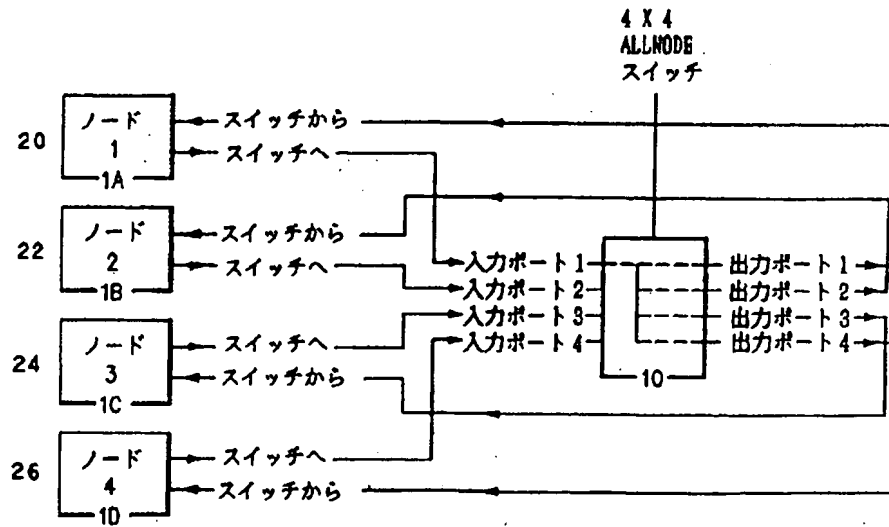 4 X 4
ALLNODE
スイッチ
20
ノード
1
1A
スイッチから
スイッチへ
22
ノード
2
1B
スイッチから
スイッチへ
24
ノード
3
1C
スイッチへ
スイッチから
26
ノード
4
1D
スイッチへ
スイッチから
入力ポート 1
入力ポート 2
入力ポート 3
入力ポート 4
10
出力ポート 1
出力ポート 2
出力ポート 3
出力ポート 4